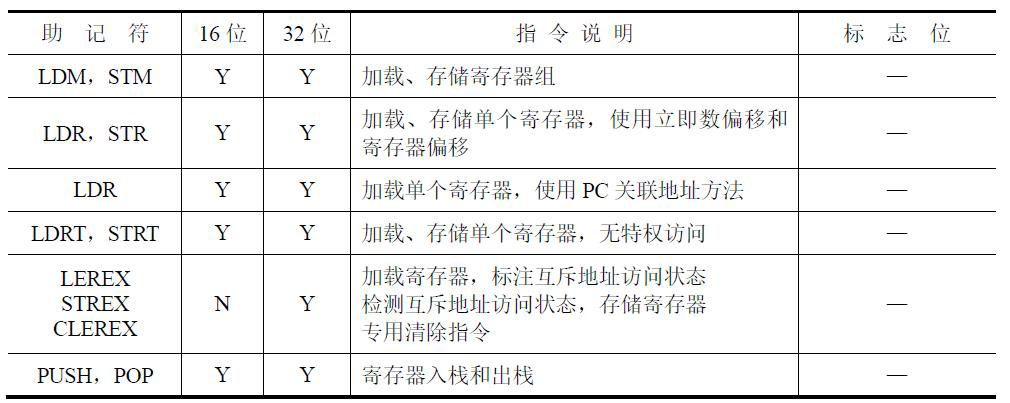 助 记 符 16 位 32 位 指 令 说 明 标 志 位
LDM，STM Y Y 加载、存储寄存器组 —
LDR，STR Y Y 加载、存储单个寄存器，使用立即数偏移和
寄存器偏移 —
LDR Y Y 加载单个寄存器，使用 PC 关联地址方法 —
LDRT，STRT Y Y 加载、存储单个寄存器，无特权访问 —
LEREX 加载寄存器，标注互斥地址访问状态
STREX N Y 检测互斥地址访问状态，存储寄存器 —
CLEREX 专用清除指令
PUSH，POP Y Y 寄存器入栈和出栈 —